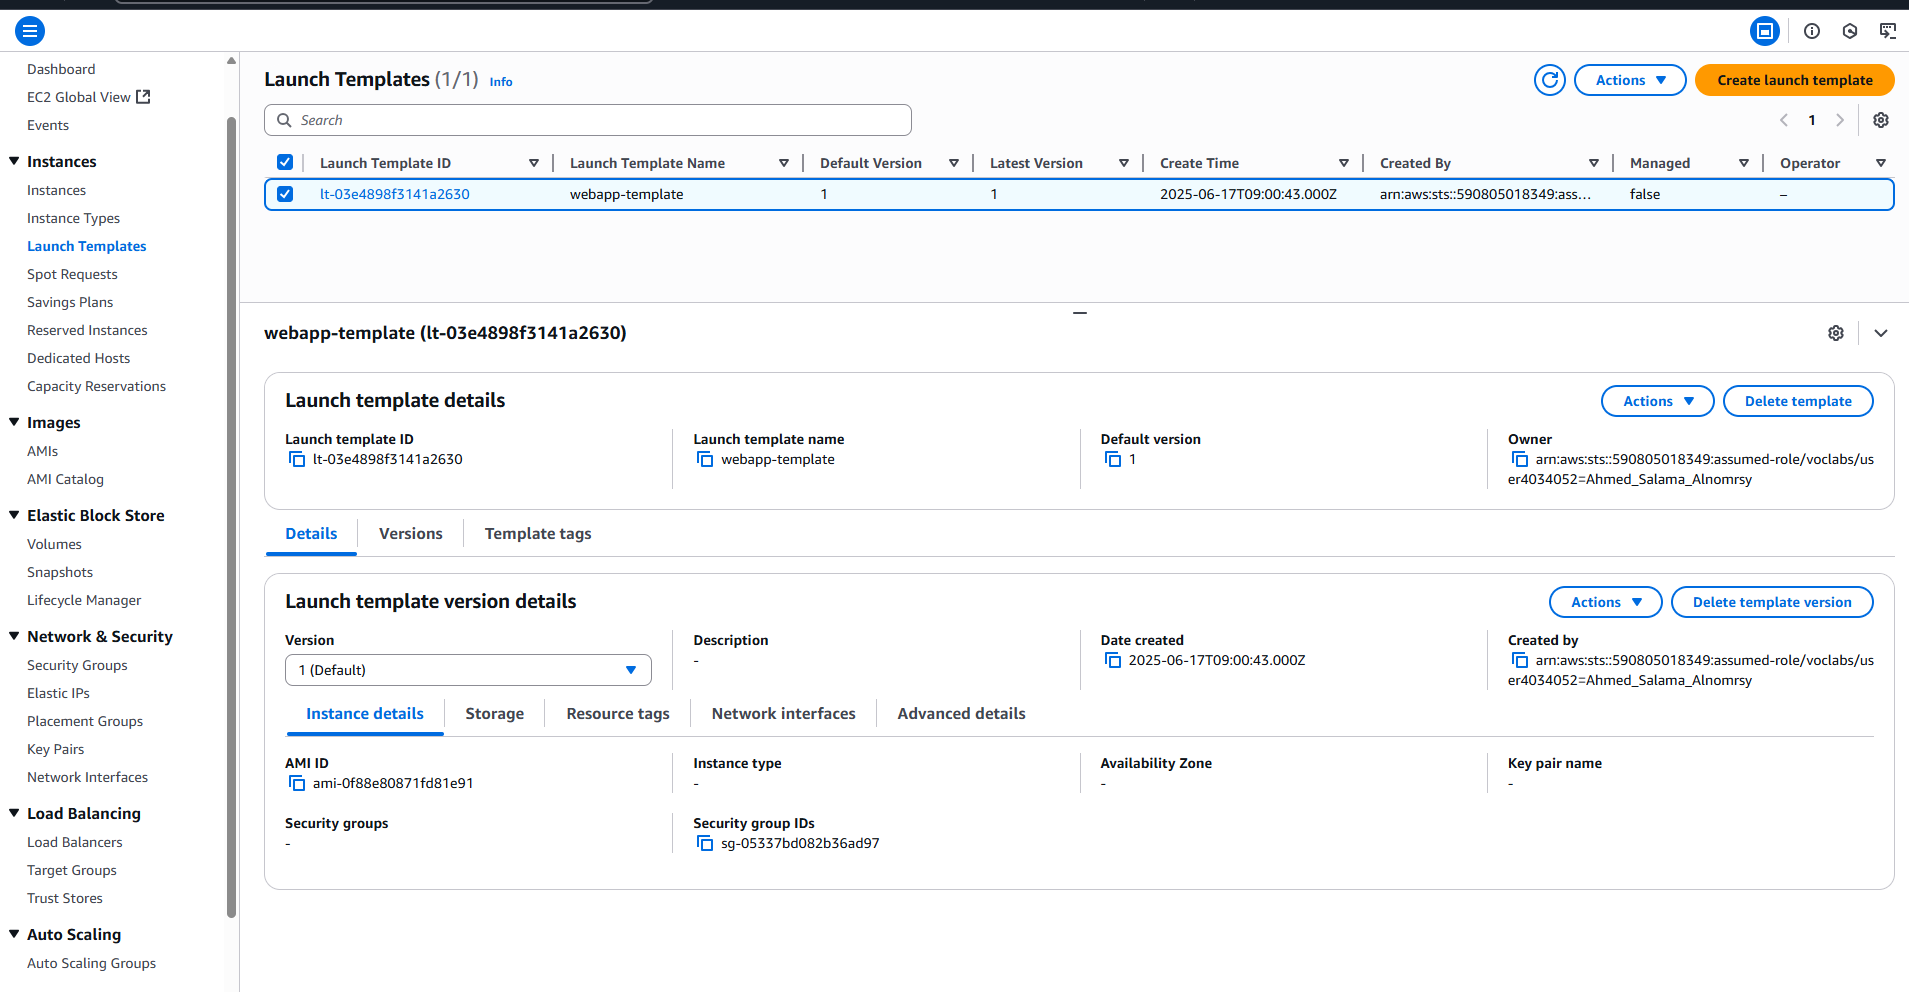 Dashboard
EC2 Global View
Events
Instances
Instances
Instance Types
Launch Templates
Spot Requests
Savings Plans
Reserved Instances
Dedicated Hosts
Capacity Reservations
Images
AMIs
AMI Catalog
Elastic Block Store
Volumes
Snapshots
Lifecycle Manager
Network & Security
Security Groups
Elastic IPs
Placement Groups
Key Pairs
Network Interfaces
Load Balancing
Load Balancers
Target Groups
Trust Stores
Auto Scaling
Auto Scaling Groups
Launch Templates (1/1) Info
Actions Create launch template
Search
1
Launch Template ID Launch Template Name Default Version Latest Version Create Time Created By Managed Operator
lt-03e4898f3141a2630 webapp-template 1 1 2025-06-17T09:00:43.000Z arn:aws:sts::590805018349:ass... false –
webapp-template (lt-03e4898f3141a2630)
Launch template details
Actions Delete template
Launch template ID Launch template name Default version Owner
lt-03e4898f3141a2630 webapp-template 1 arn:aws:sts::590805018349:assumed-role/voclabs/us
er4034052=Ahmed_Salama_Alnomrsy
Details Versions Template tags
Launch template version details
Actions Delete template version
Version Description Date created Created by
1 (Default) - 2025-06-17T09:00:43.000Z arn:aws:sts::590805018349:assumed-role/voclabs/us
er4034052=Ahmed_Salama_Alnomrsy
Instance details Storage Resource tags Network interfaces Advanced details
AMI ID Instance type Availability Zone Key pair name
ami-0f88e80871fd81e91 - - -
Security groups Security group IDs
- sg-05337bd082b36ad97